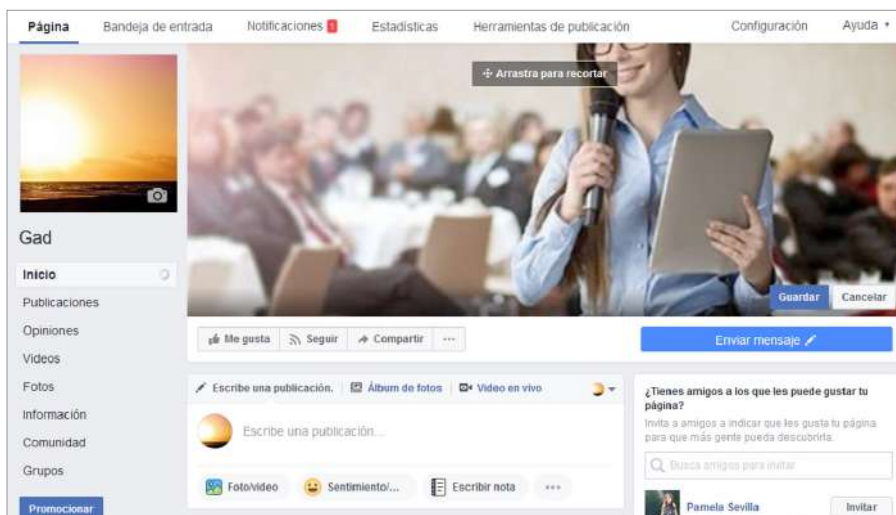 Página Bandeja de entrada Notificaciones 1 Estadísticas Herramientas de publicación Configuración Ayuda
Arrastra para recortar
Gad
Inicio
Publicaciones
Opiniones
Videos
Fotos
Información
Comunidad
Grupos
Promocionar
Guardar Cancelar
Me gusta Seguir Compartir ...
Enviar mensaje
Escribe una publicación. Álbum de fotos Video en vivo
Escribe una publicación...
Foto/video Sentimiento/... Escribir nota ...
¿Tienes amigos a los que les puede gustar tu
página?
Invita a amigos a indicar que les gusta tu página
para que más gente pueda descubrirla.
Busca amigos para invitar
Pamela Sevilla Invitar